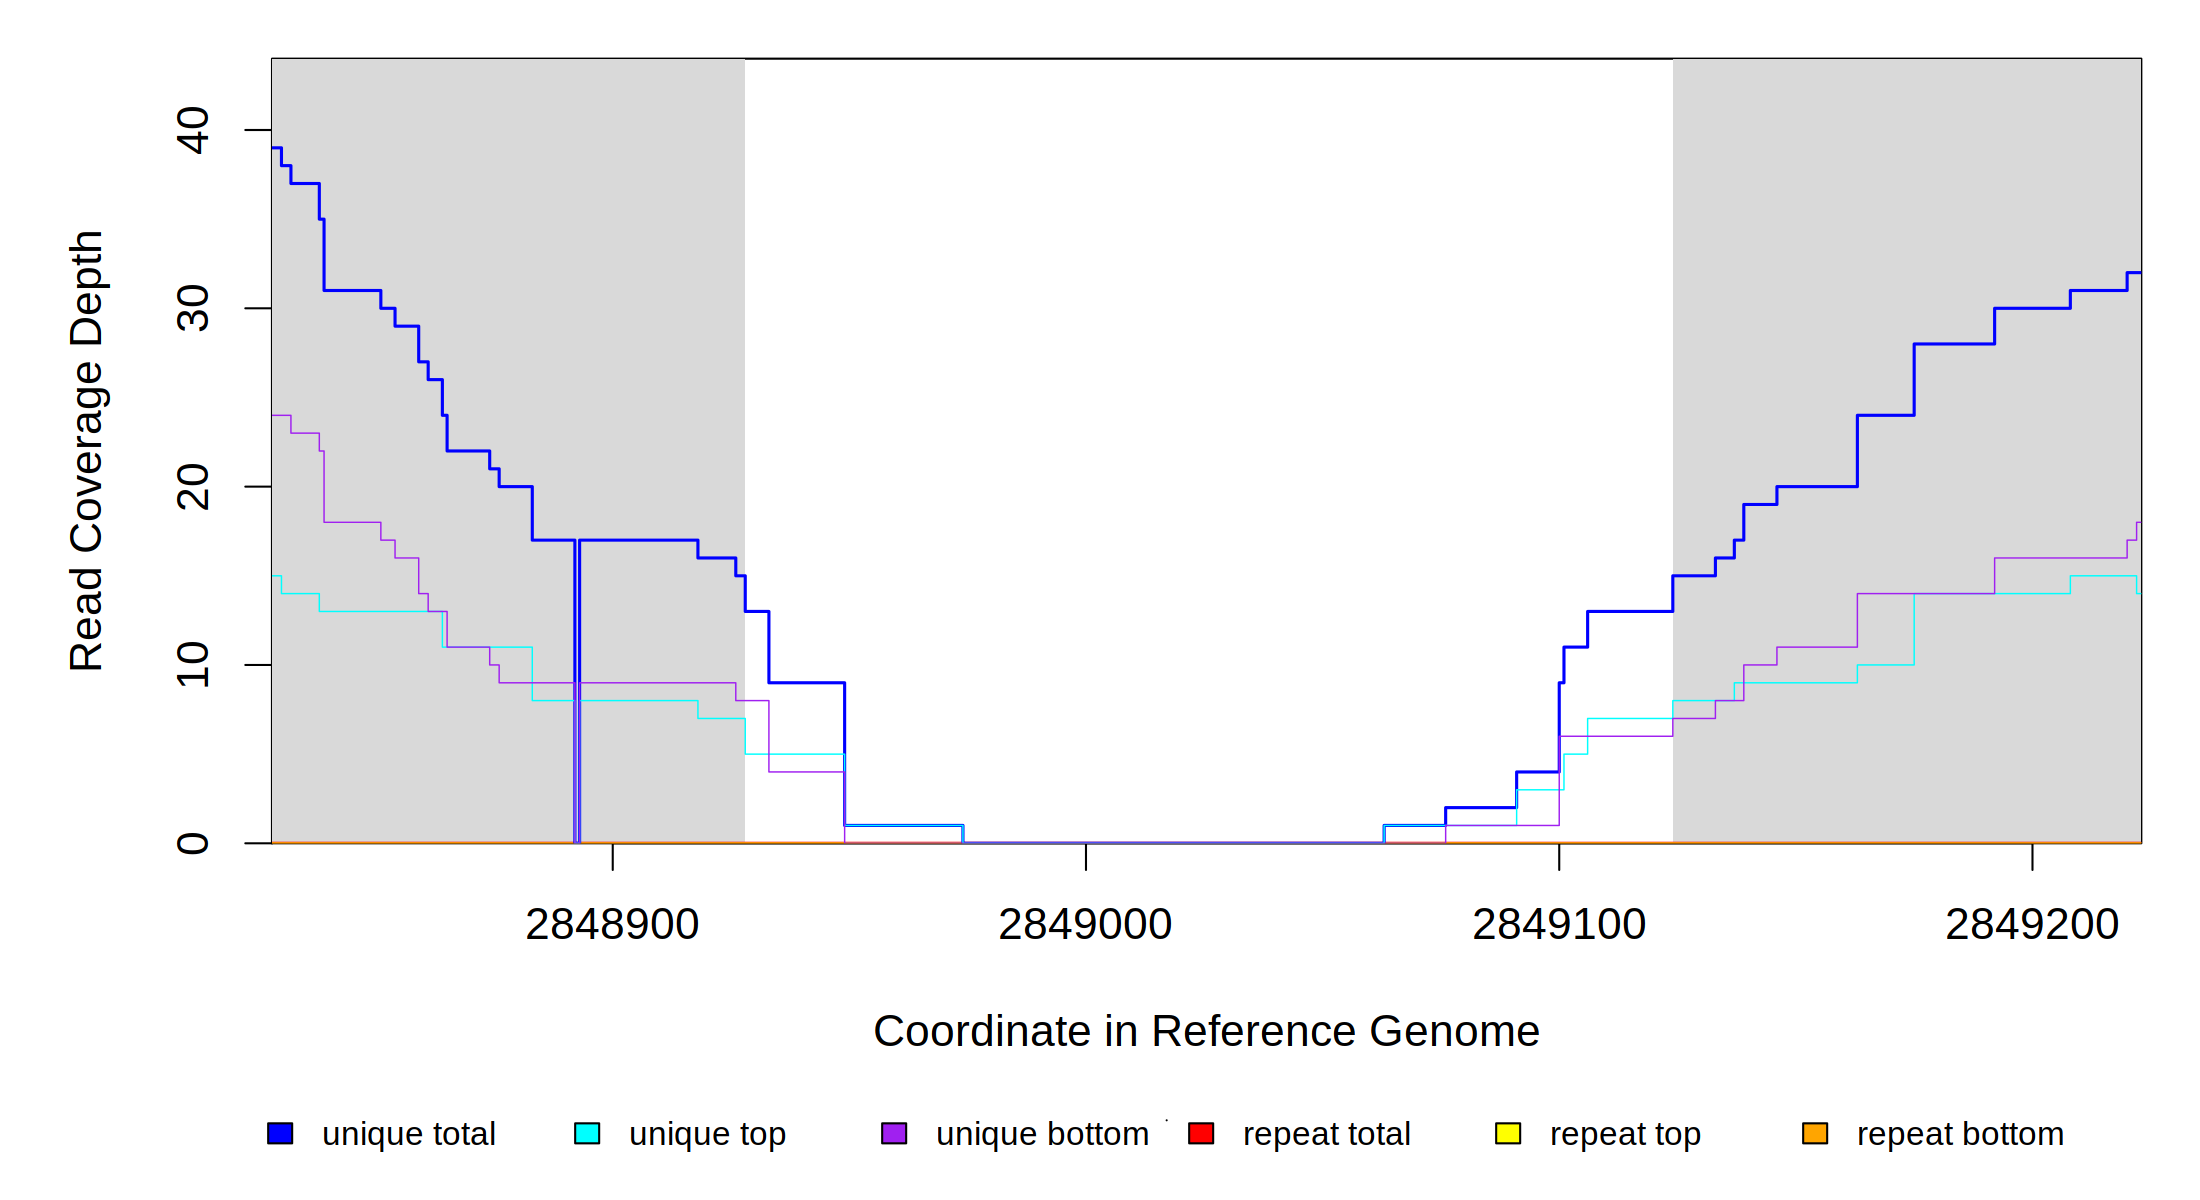 Read Coverage Depth
40
30
20
10
0
2848900 2849000 2849100 2849200
Coordinate in Reference Genome
unique total unique top unique bottom repeat total repeat top repeat bottom